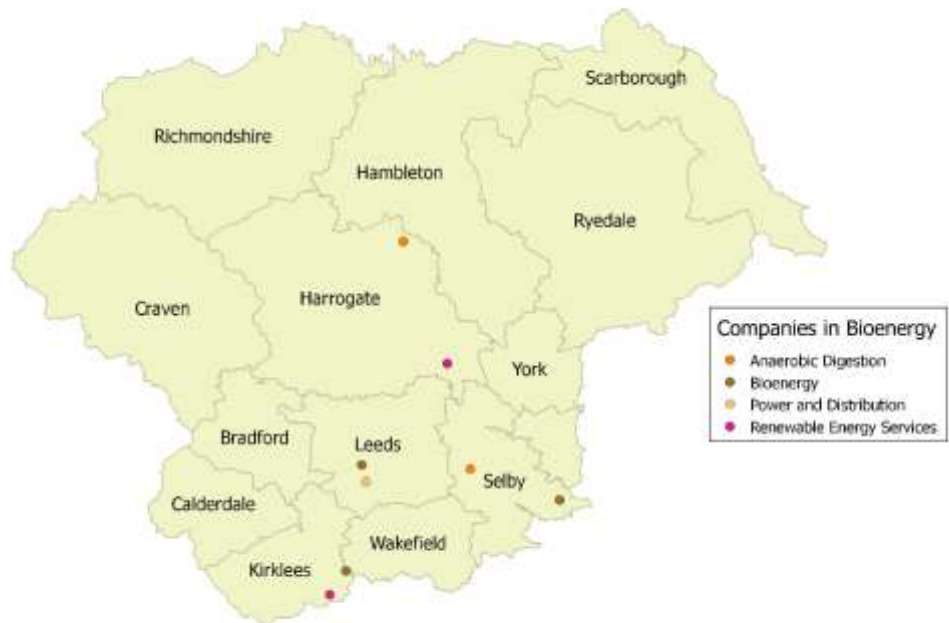 Scarborough
Richmondshire
Hambleton
Ryedale
Harrogate
Craven
York
Bradford
Leeds
Selby
Calderdale
Wakefield
Kirklees
Companies in Bioenergy
Anaerobic Digestion
Bioenergy
Power and Distribution
Renewable Energy Services